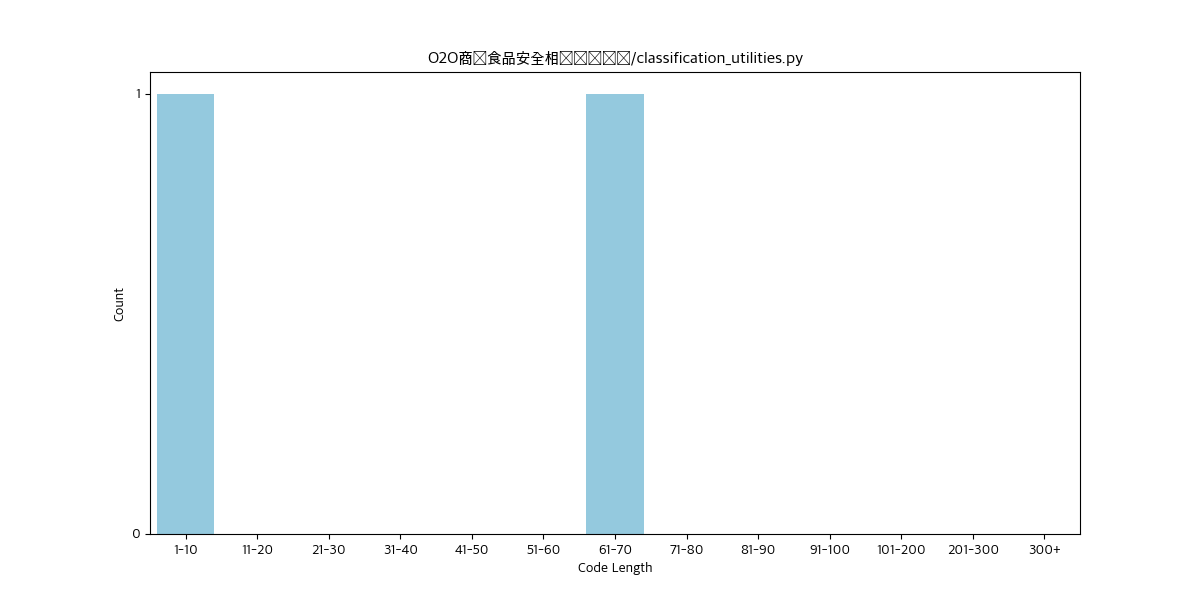 O2O商食品安全相/classification_utilities.py
1
0
Count
1-10 11-20 21-30 31-40 41-50 51-60 61-70 71-80 81-90 91-100 101-200 201-300 300+
Code Length